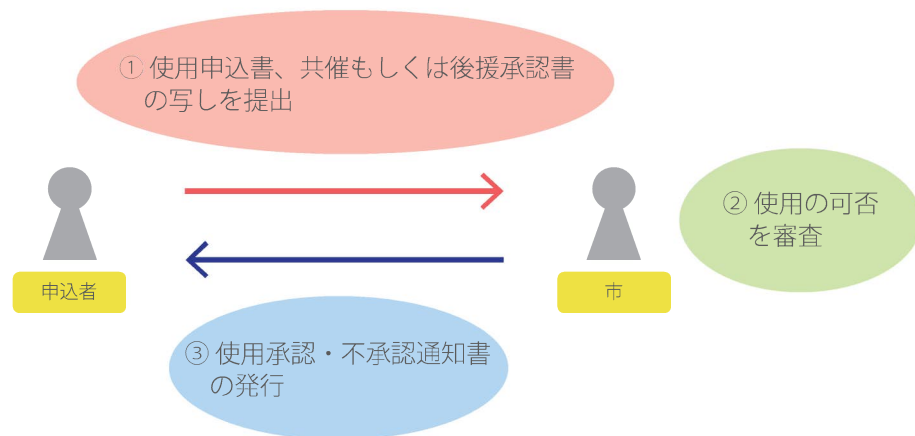 ① 使用申込書、共催もしくは後援承認書
の写しを提出
② 使用の可否
を審査
申込者
市
③ 使用承認・不承認通知書
の発行